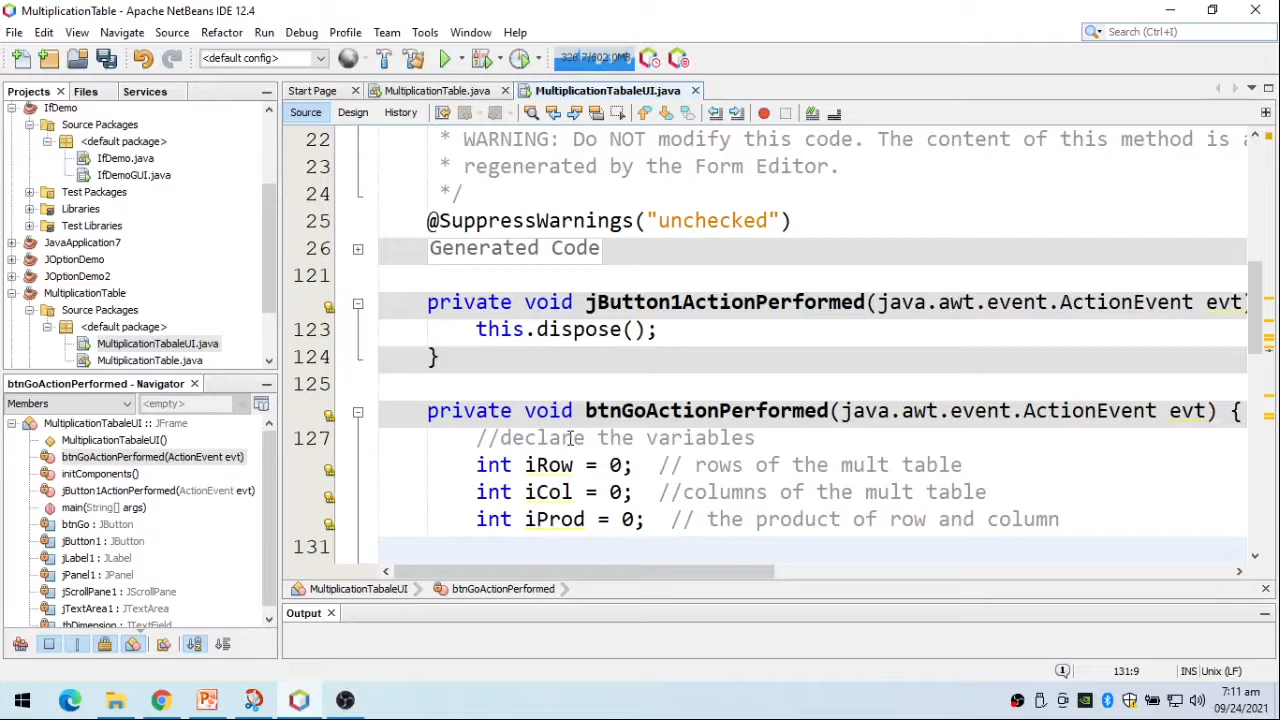 MultiplicationTable - Apache NetBeans IDE 12.4
File Edit View Navigate Source Refactor Run Debug Profile Team Tools Window Help
Search (Ctrl+I)
<default config>
326.7/602.0MB
Projects Files Services
Start Page MultiplicationTable.java MultiplicationTabaleUI.java
Source Design History
IfDemo
Source Packages
<default package>
IfDemo.java
IfDemoGUI.java
Test Packages
Libraries
Test Libraries
JavaApplication7
JOptionDemo
JOptionDemo2
MultiplicationTable
Source Packages
<default package>
MultiplicationTabaleUI.java
MultiplicationTable.java
btnGoActionPerformed - Navigator
Members <empty>
MultiplicationTabaleUI :: JFrame
MultiplicationTabaleUI()
btnGoActionPerformed(ActionEvent evt)
initComponents()
jButton1ActionPerformed(ActionEvent evt)
main(String[] args)
btnGo : JButton
jButton1 : JButton
jLabel1 : JLabel
jPanel1 : JPanel
jScrollPane1 : JScrollPane
jTextArea1 : JTextArea
tbDimension : JTextField
22 * WARNING: Do NOT modify this code. The content of this method is a
23 * regenerated by the Form Editor.
24 */
25 @SuppressWarnings("unchecked")
26 Generated Code
121
private void jButton1ActionPerformed(java.awt.event.ActionEvent evt)
123 this.dispose();
124 }
125
private void btnGoActionPerformed(java.awt.event.ActionEvent evt) {
127 //declare the variables
int iRow = 0; // rows of the mult table
int iCol = 0; //columns of the mult table
int iProd = 0; // the product of row and column
131
MultiplicationTabaleUI btnGoActionPerformed
Output
1 131:9 INS Unix (LF)
7:11 am
09/24/2021